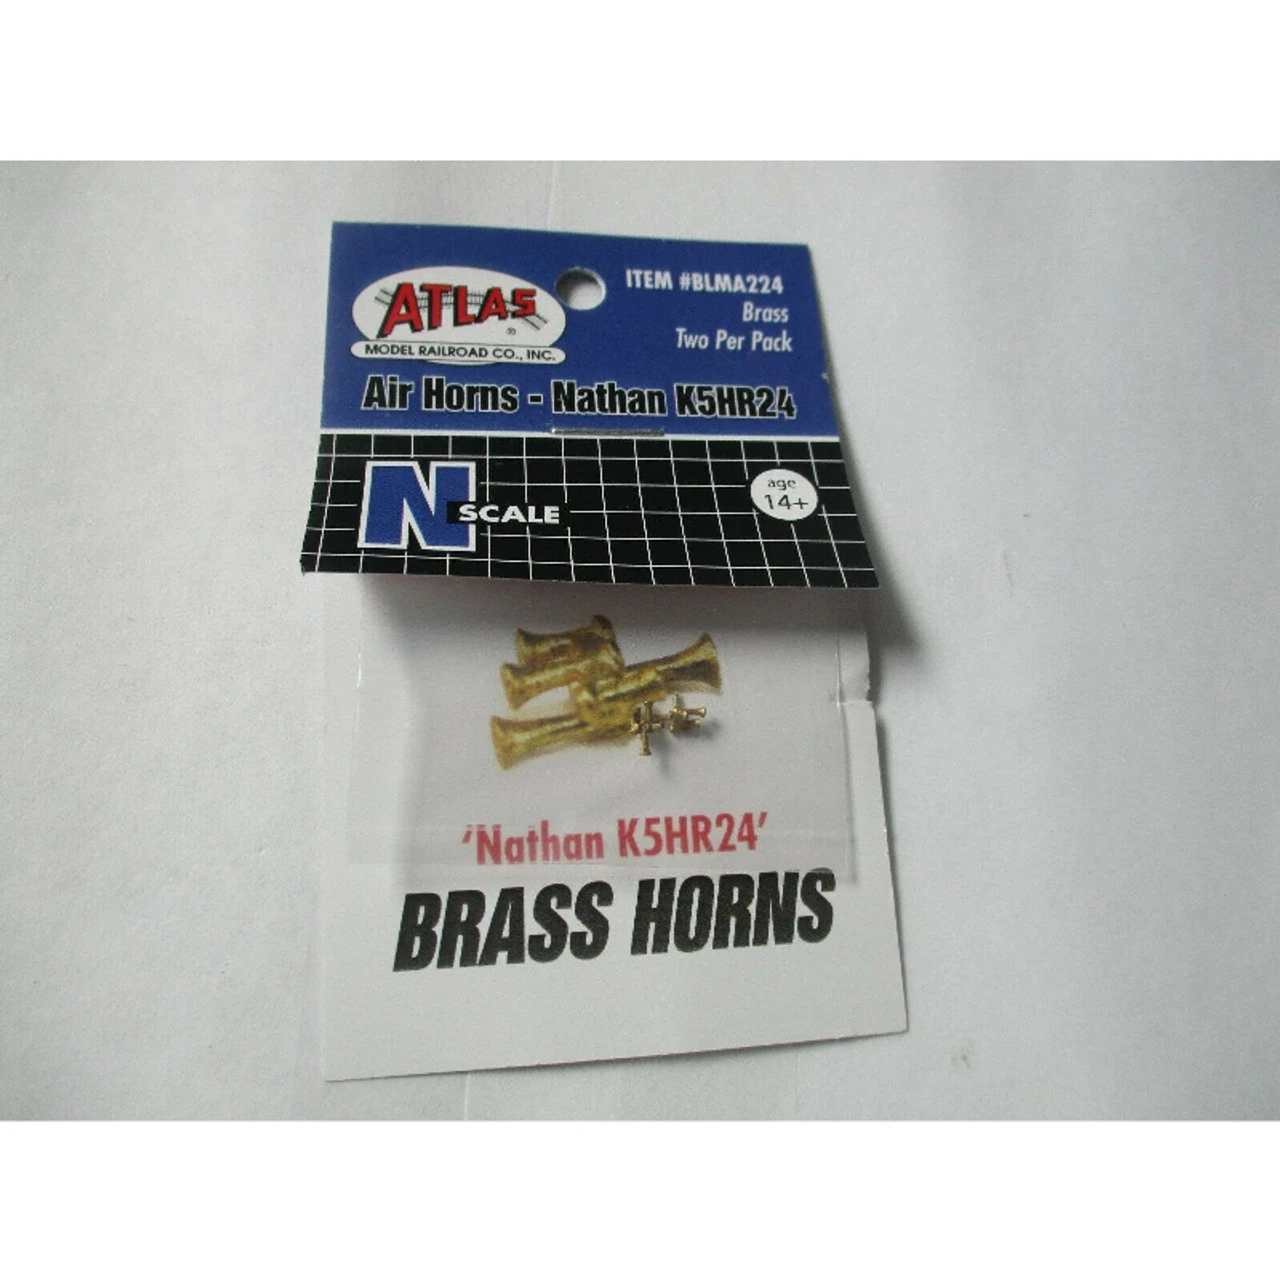 ATLAS
®
MODEL RAILROAD CO., INC.
ITEM #BLMA224
Brass
Two Per Pack
Air Horns - Nathan K5HR24
N SCALE
age
14+
'Nathan K5HR24'
BRASS HORNS